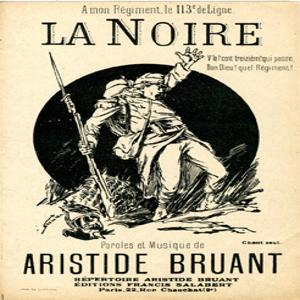 A mon Régiment, le 113e de Ligne.
LA NOIRE
V'là l'cent treizièm' qui passe,
Bon Dieu! quel Régiment!
Chant seul.
Paroles et Musique de
ARISTIDE BRUANT
RÉPERTOIRE ARISTIDE BRUANT
ÉDITIONS FRANCIS SALABERT
Paris, 22, Rue Chauchat (9e)